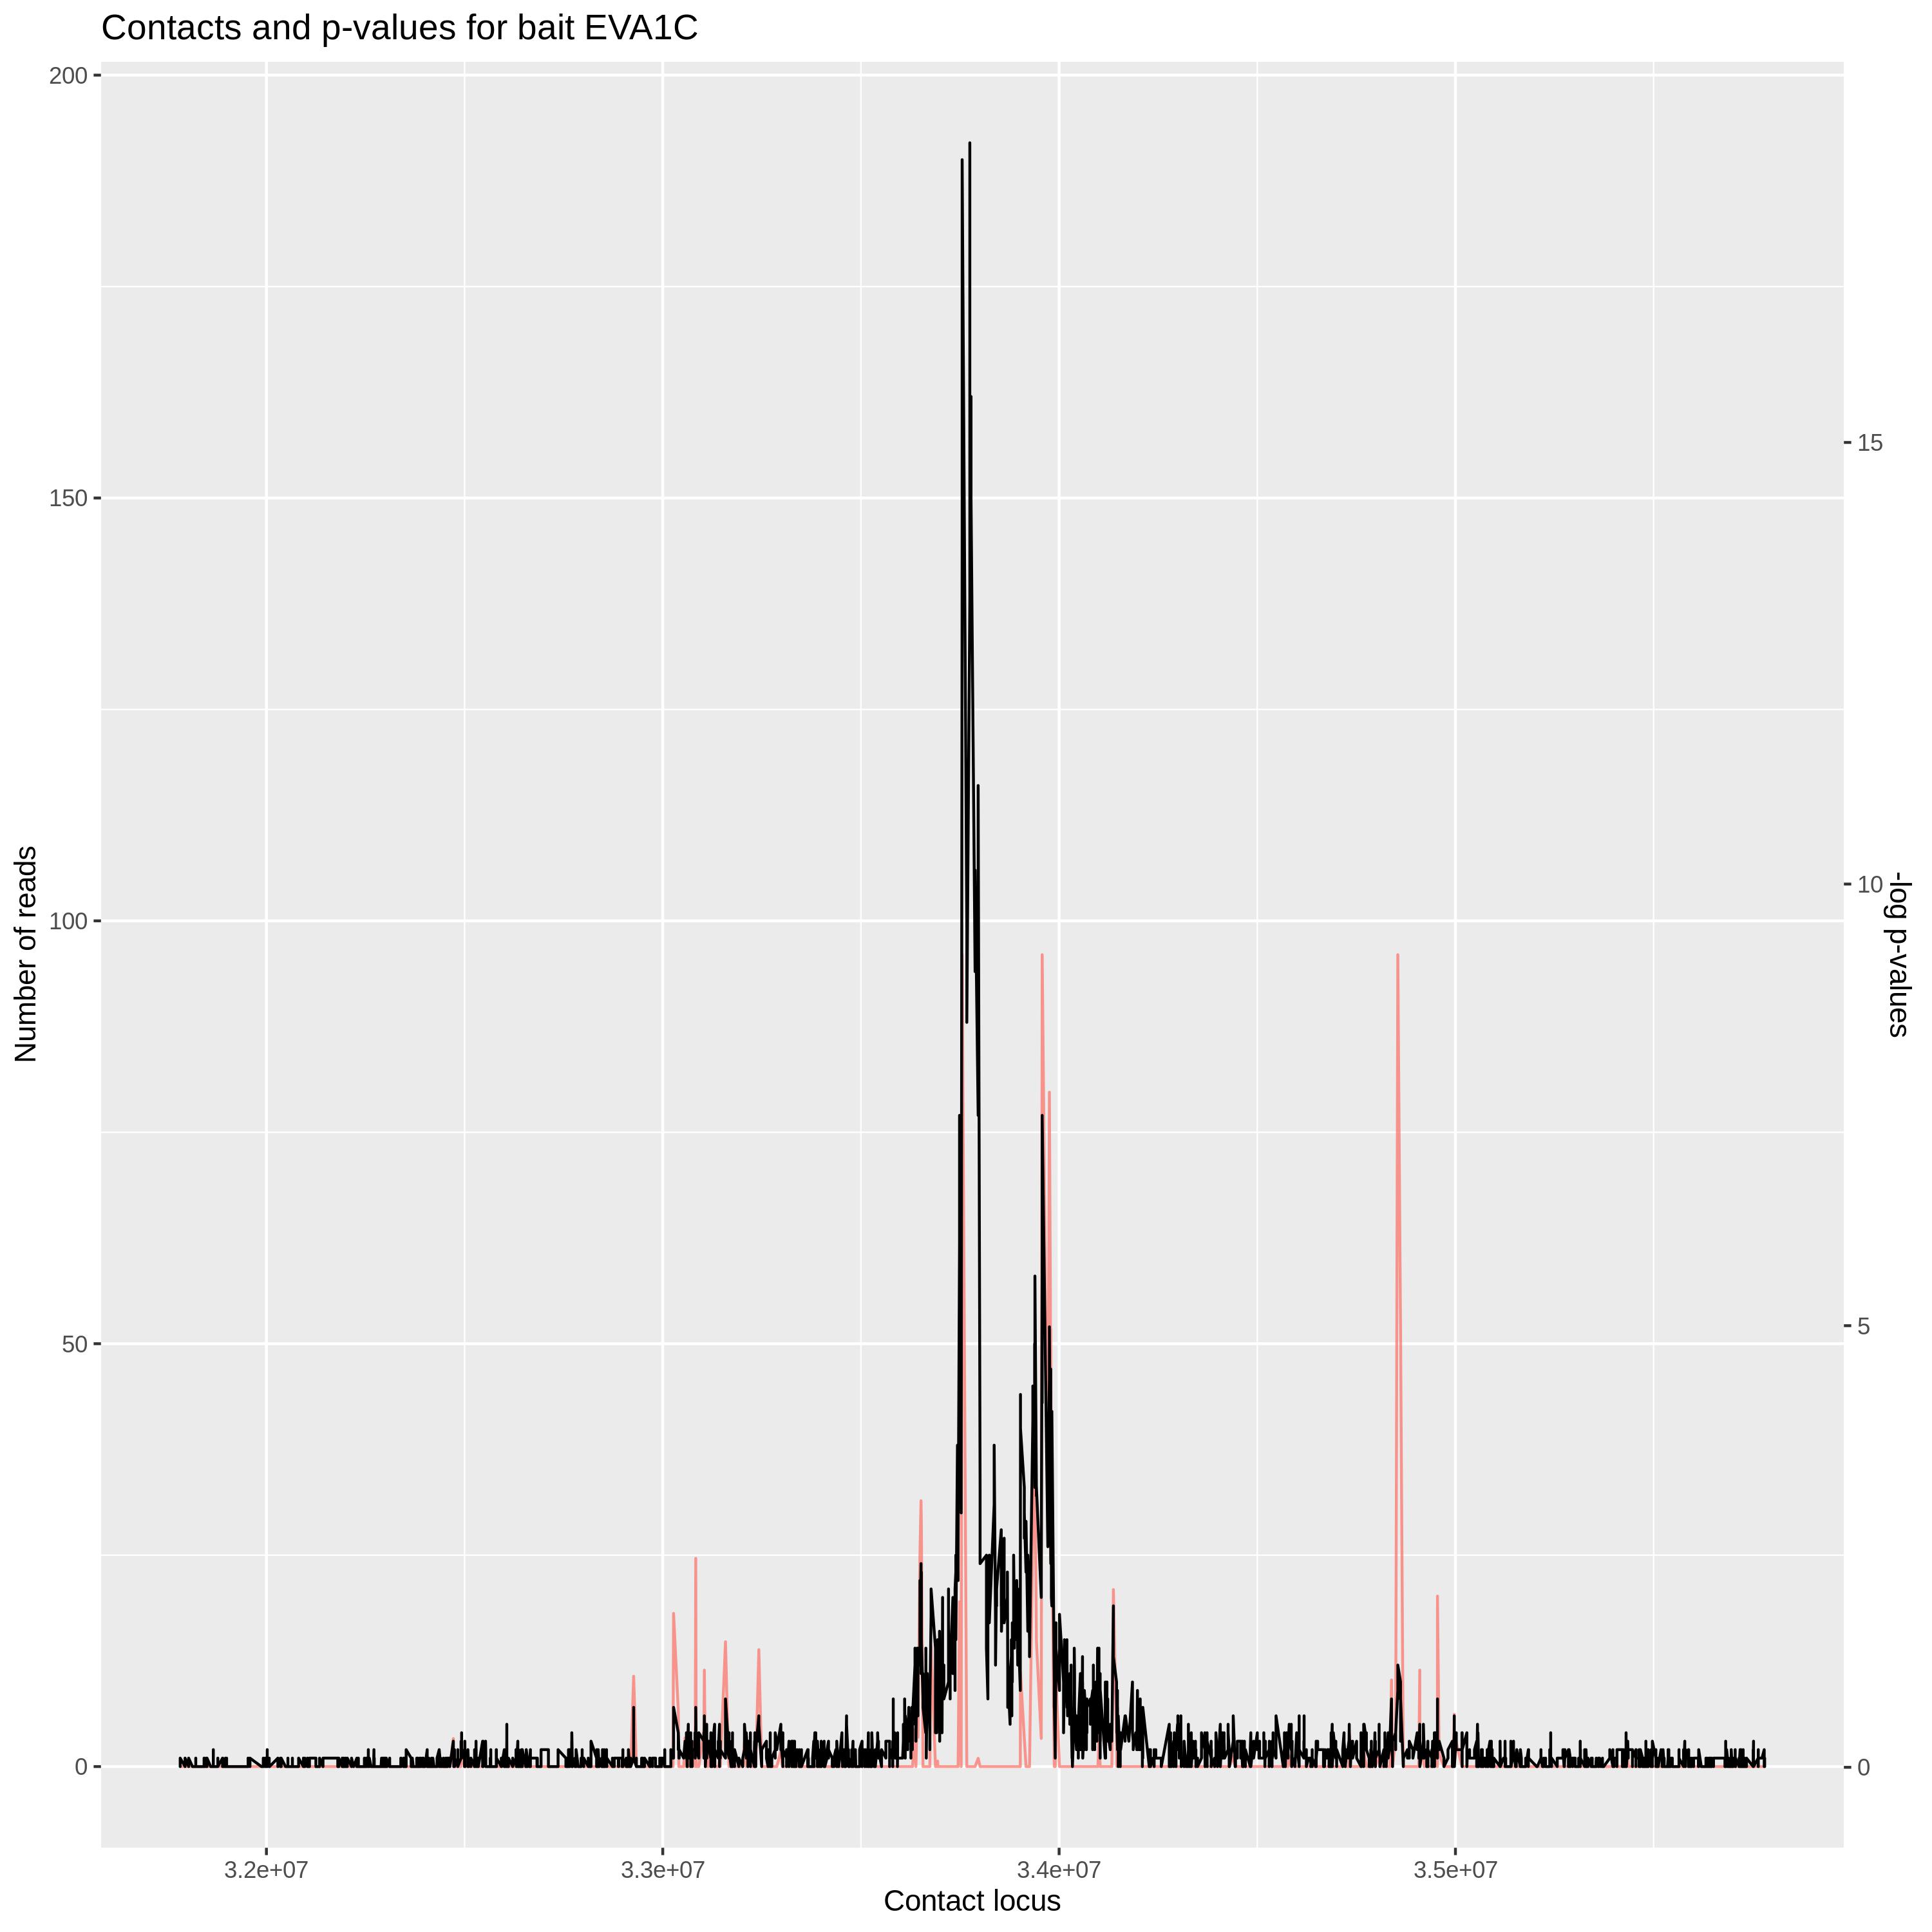 Contacts and p-values for bait EVA1C
200
150
100
50
0
Number of reads
15
10
5
0
-log p-values
3.2e+07
3.3e+07
3.4e+07
3.5e+07
Contact locus